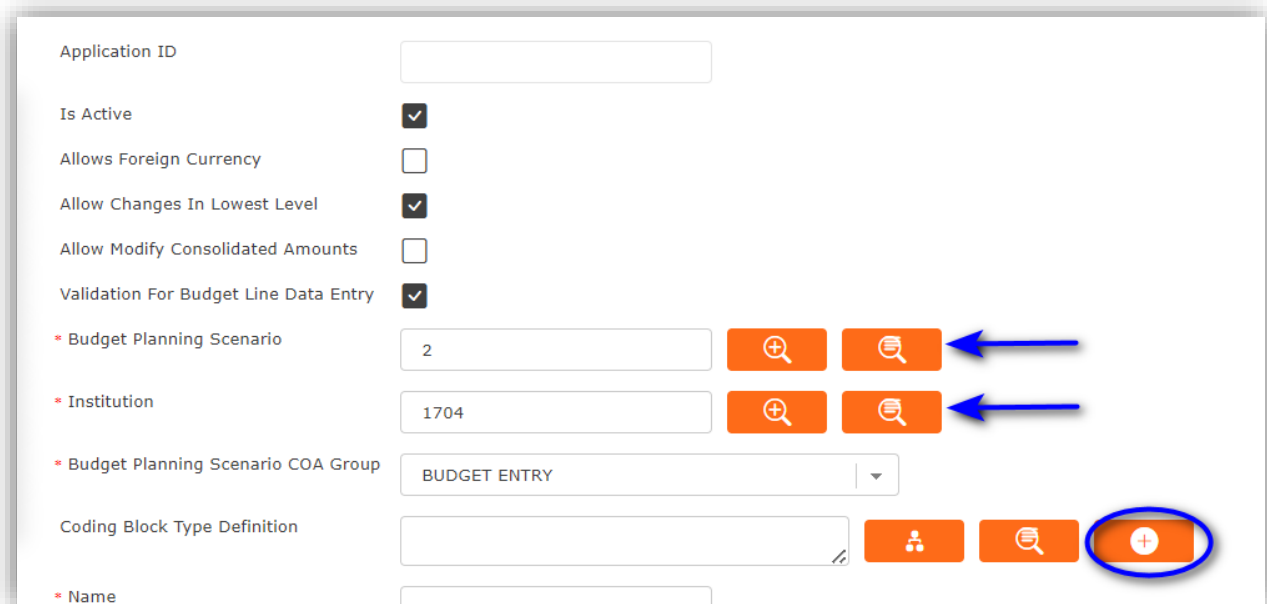 Application ID
Is Active
Allows Foreign Currency
Allow Changes In Lowest Level
Allow Modify Consolidated Amounts
Validation For Budget Line Data Entry
* Budget Planning Scenario 2
* Institution 1704
* Budget Planning Scenario COA Group BUDGET ENTRY
Coding Block Type Definition
* Name